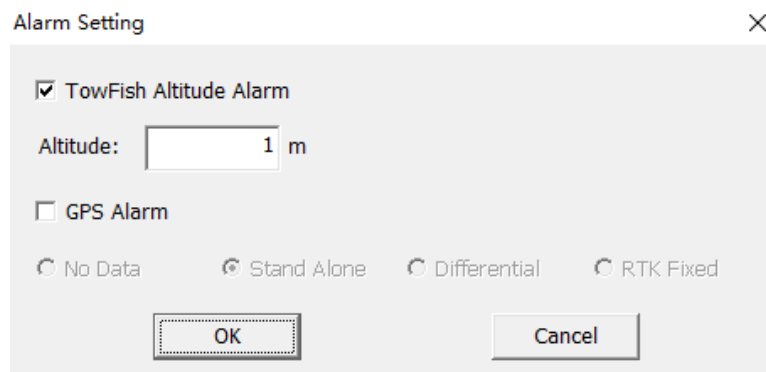 Alarm Setting
TowFish Altitude Alarm
Altitude: 1 m
GPS Alarm
No Data Stand Alone Differential RTK Fixed
OK Cancel